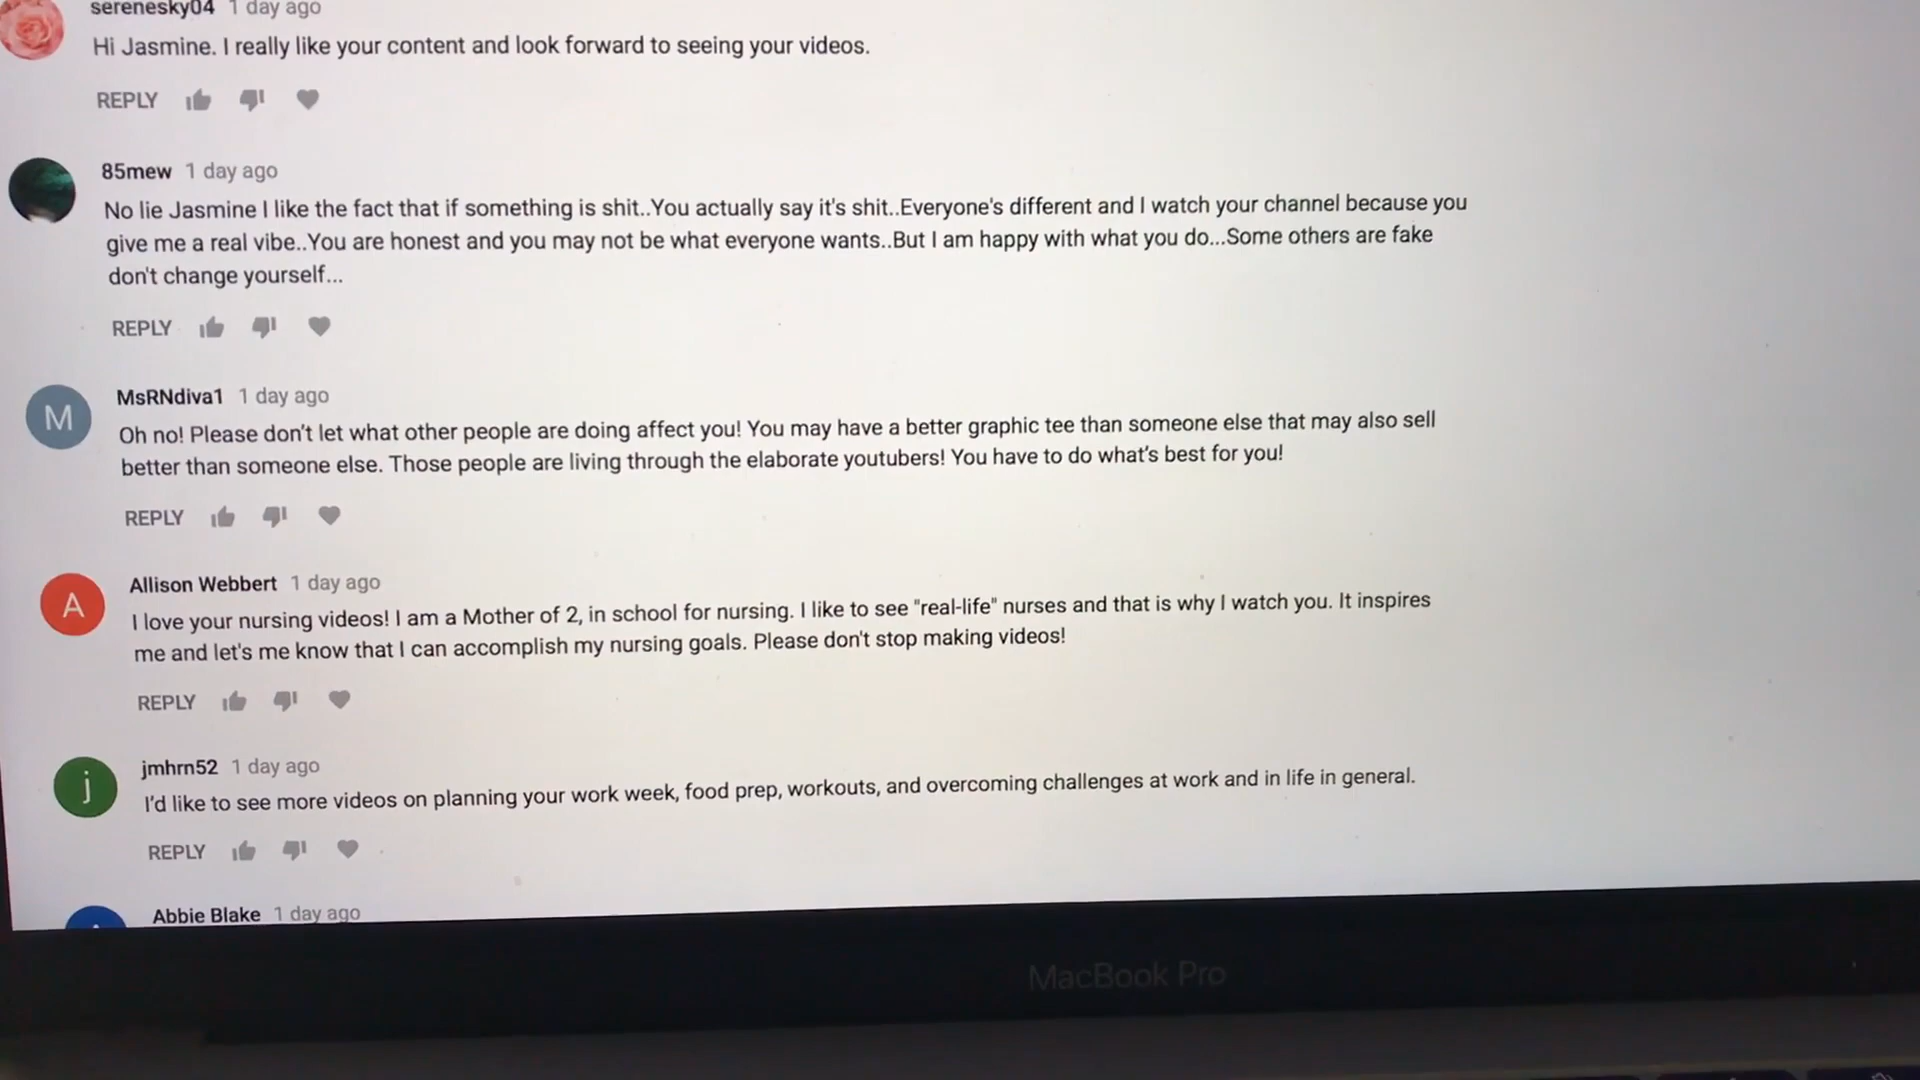 serenesky04 1 day ago
Hi Jasmine. I really like your content and look forward to seeing your videos.
REPLY
85mew 1 day ago
No lie Jasmine I like the fact that if something is shit..You actually say it's shit..Everyone's different and I watch your channel because you
give me a real vibe..You are honest and you may not be what everyone wants..But I am happy with what you do...Some others are fake
don't change yourself...
REPLY
M
MsRNdiva1 1 day ago
Oh no! Please don't let what other people are doing affect you! You may have a better graphic tee than someone else that may also sell
better than someone else. Those people are living through the elaborate youtubers! You have to do what's best for you!
REPLY
A
Allison Webbert 1 day ago
I love your nursing videos! I am a Mother of 2, in school for nursing. I like to see "real-life" nurses and that is why I watch you. It inspires
me and let's me know that I can accomplish my nursing goals. Please don't stop making videos!
REPLY
j
jmhrn52 1 day ago
I'd like to see more videos on planning your work week, food prep, workouts, and overcoming challenges at work and in life in general.
REPLY
Abbie Blake 1 day ago
MacBook Pro